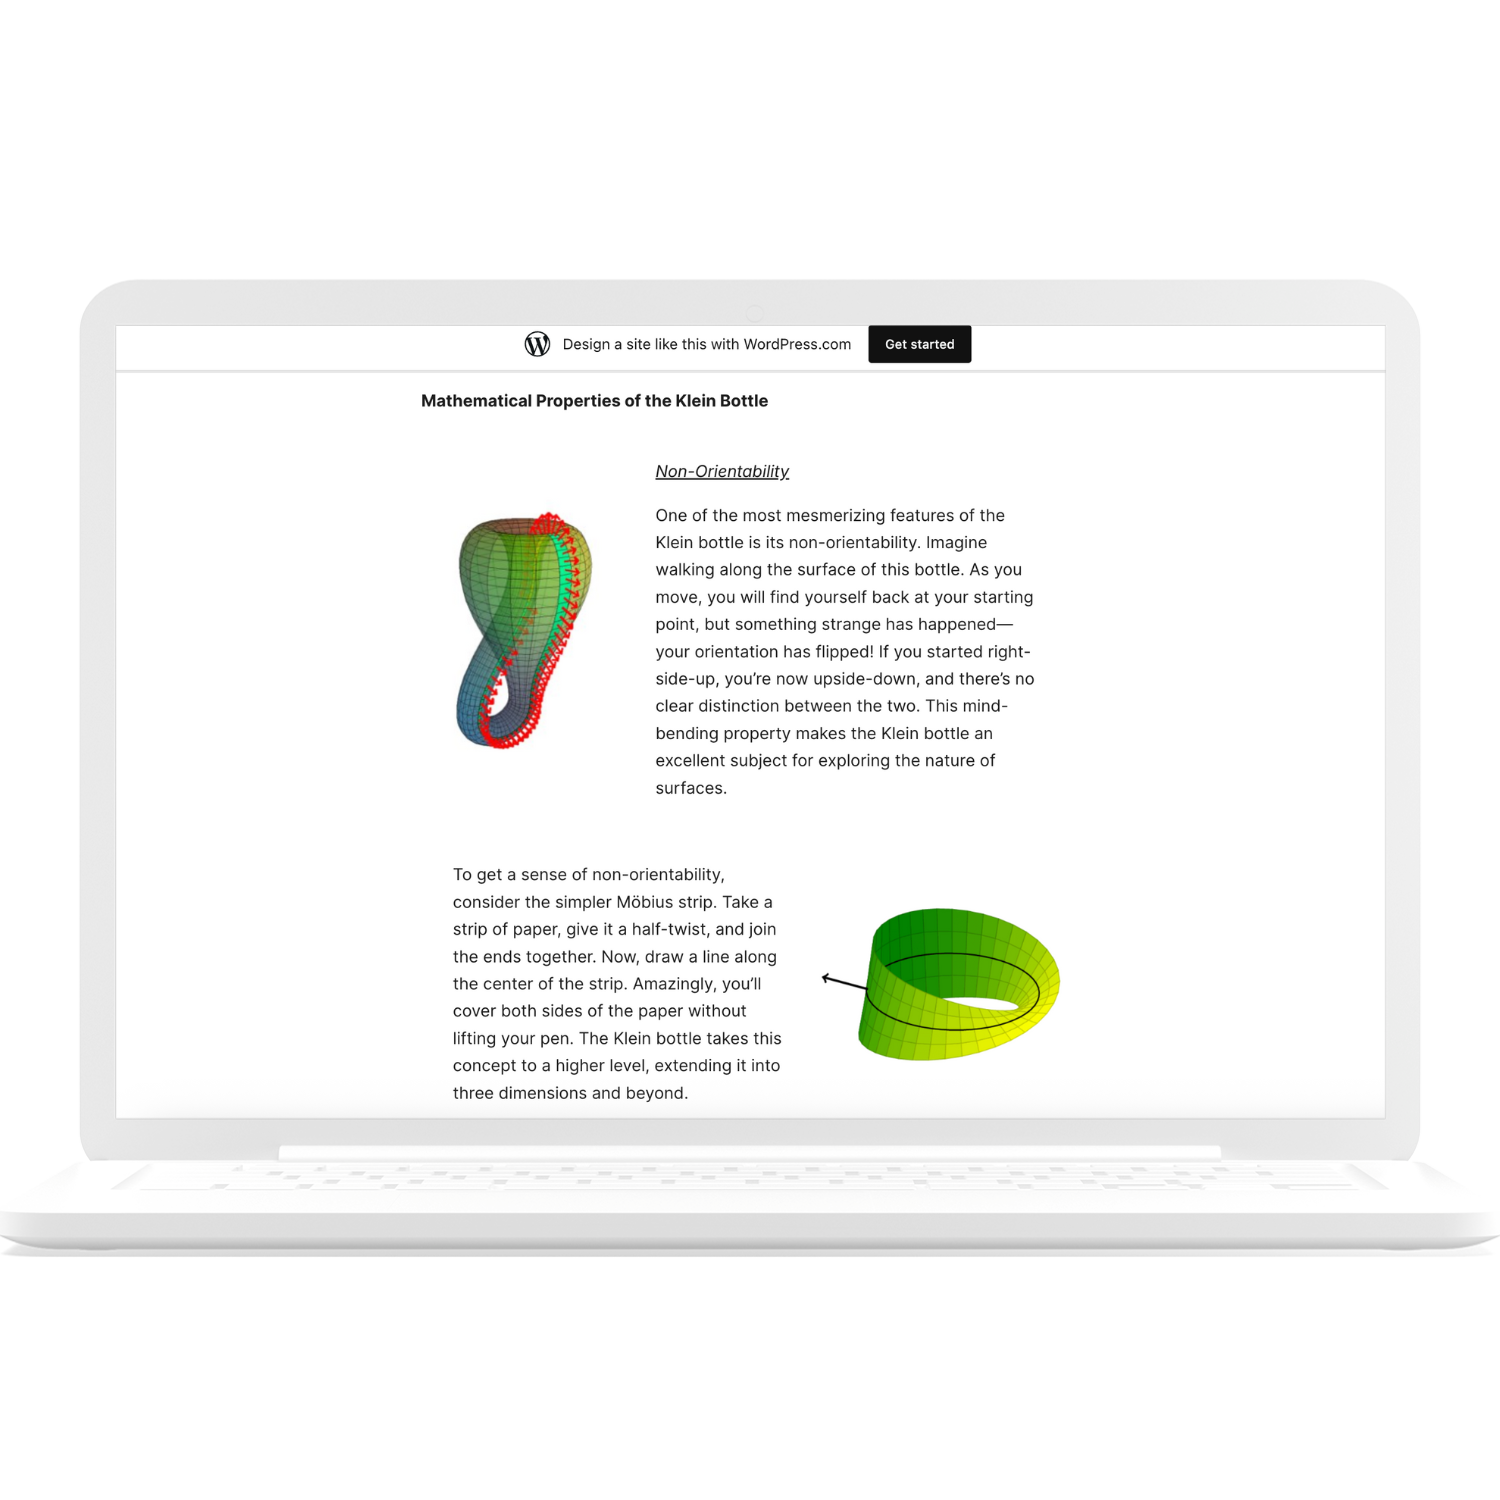 Design a site like this with WordPress.com
Get started
Mathematical Properties of the Klein Bottle
Non-Orientability
One of the most mesmerizing features of the
Klein bottle is its non-orientability. Imagine
walking along the surface of this bottle. As you
move, you will find yourself back at your starting
point, but something strange has happened—
your orientation has flipped! If you started right-
side-up, you’re now upside-down, and there’s no
clear distinction between the two. This mind-
bending property makes the Klein bottle an
excellent subject for exploring the nature of
surfaces.
To get a sense of non-orientability,
consider the simpler Möbius strip. Take a
strip of paper, give it a half-twist, and join
the ends together. Now, draw a line along
the center of the strip. Amazingly, you’ll
cover both sides of the paper without
lifting your pen. The Klein bottle takes this
concept to a higher level, extending it into
three dimensions and beyond.